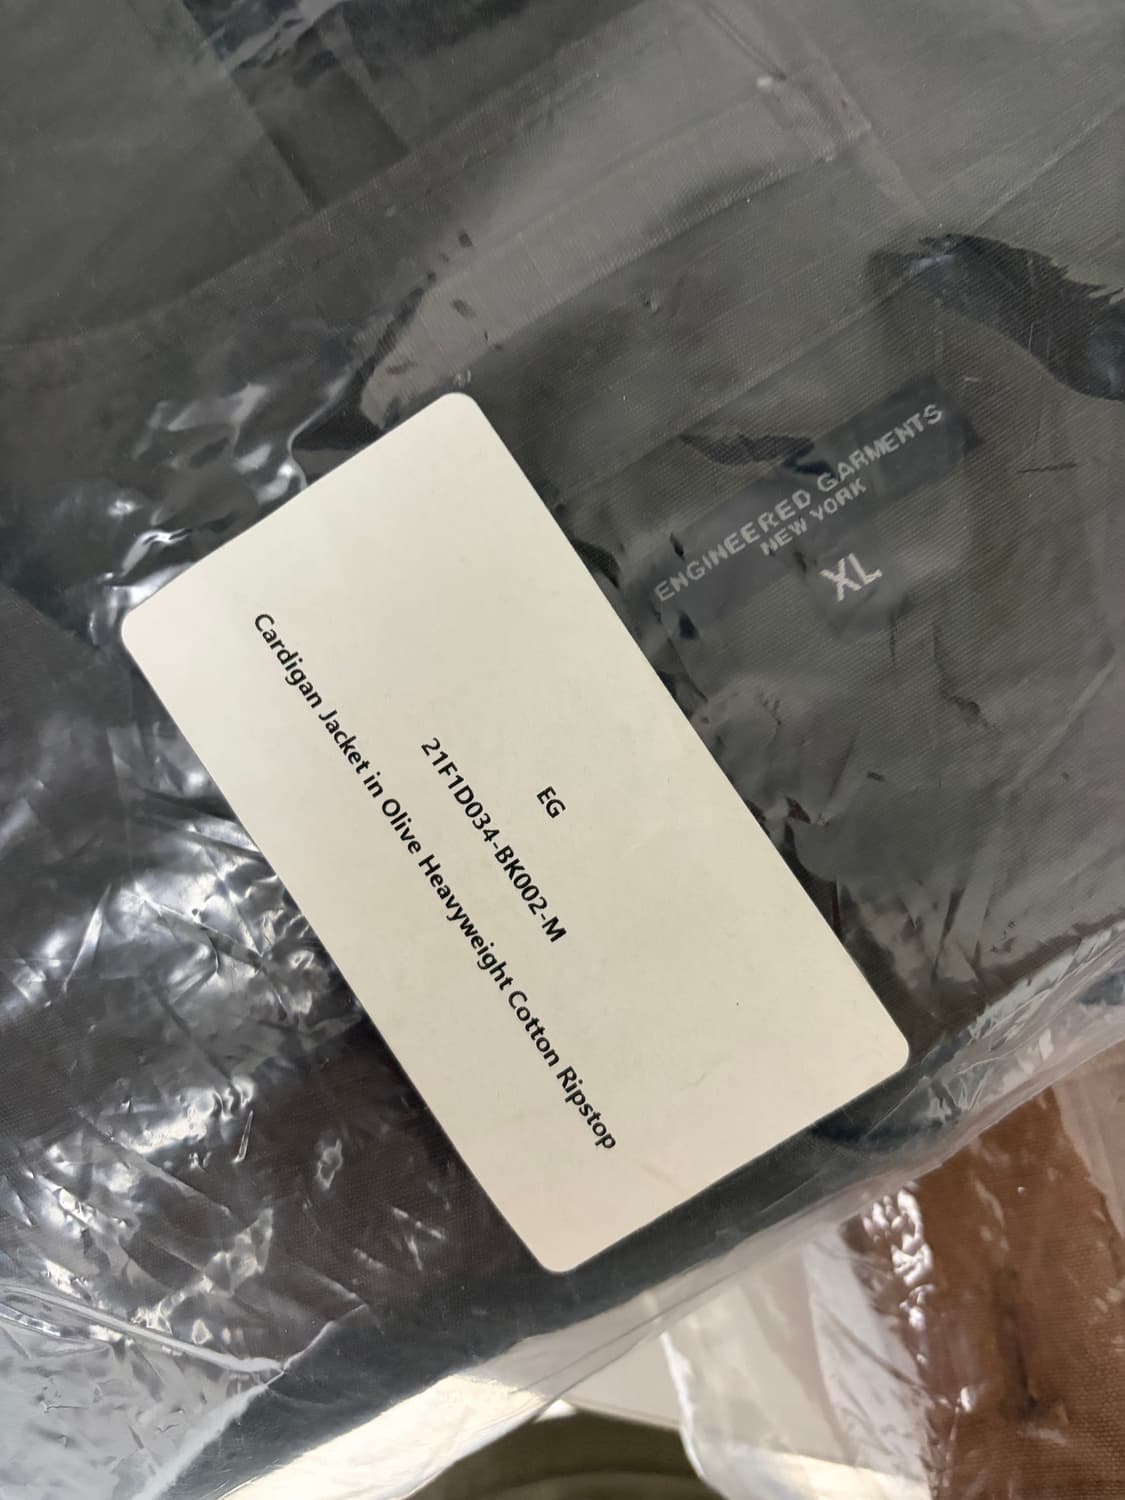 ENGINEERED GARMENTS
NEW YORK
XL
EG
21F1D034-BK002-M
Cardigan Jacket in Olive Heavyweight Cotton Ripstop